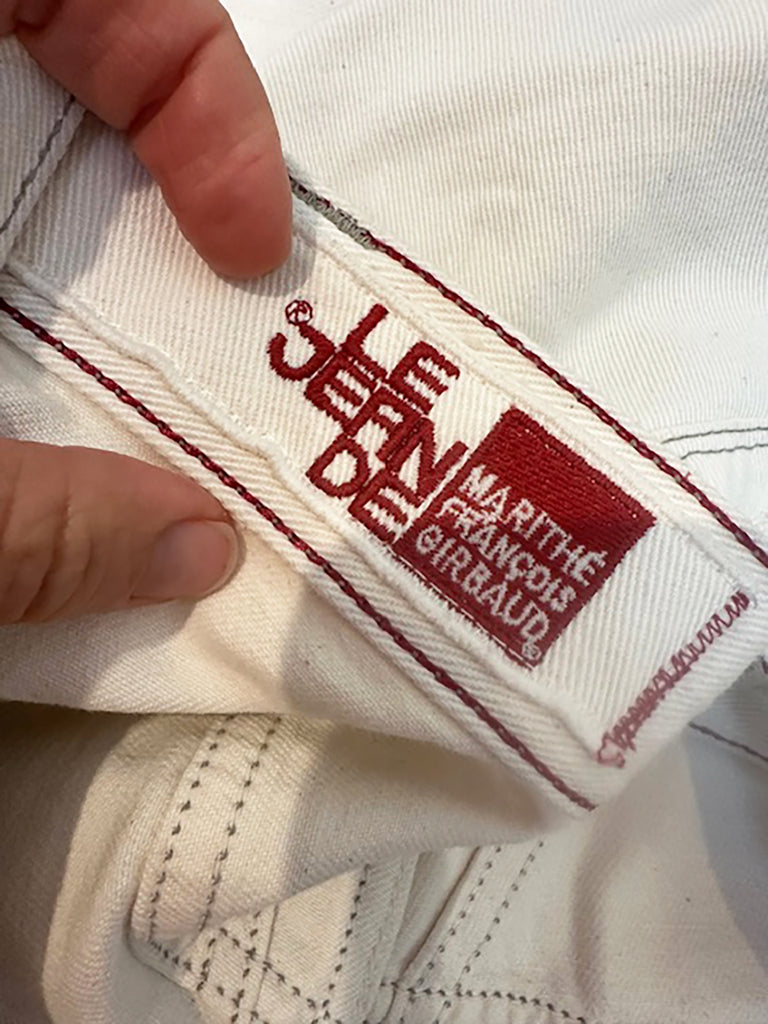 LE
JEAN
DE
MARITHÉ
FRANÇOIS
GIRBAUD®
®